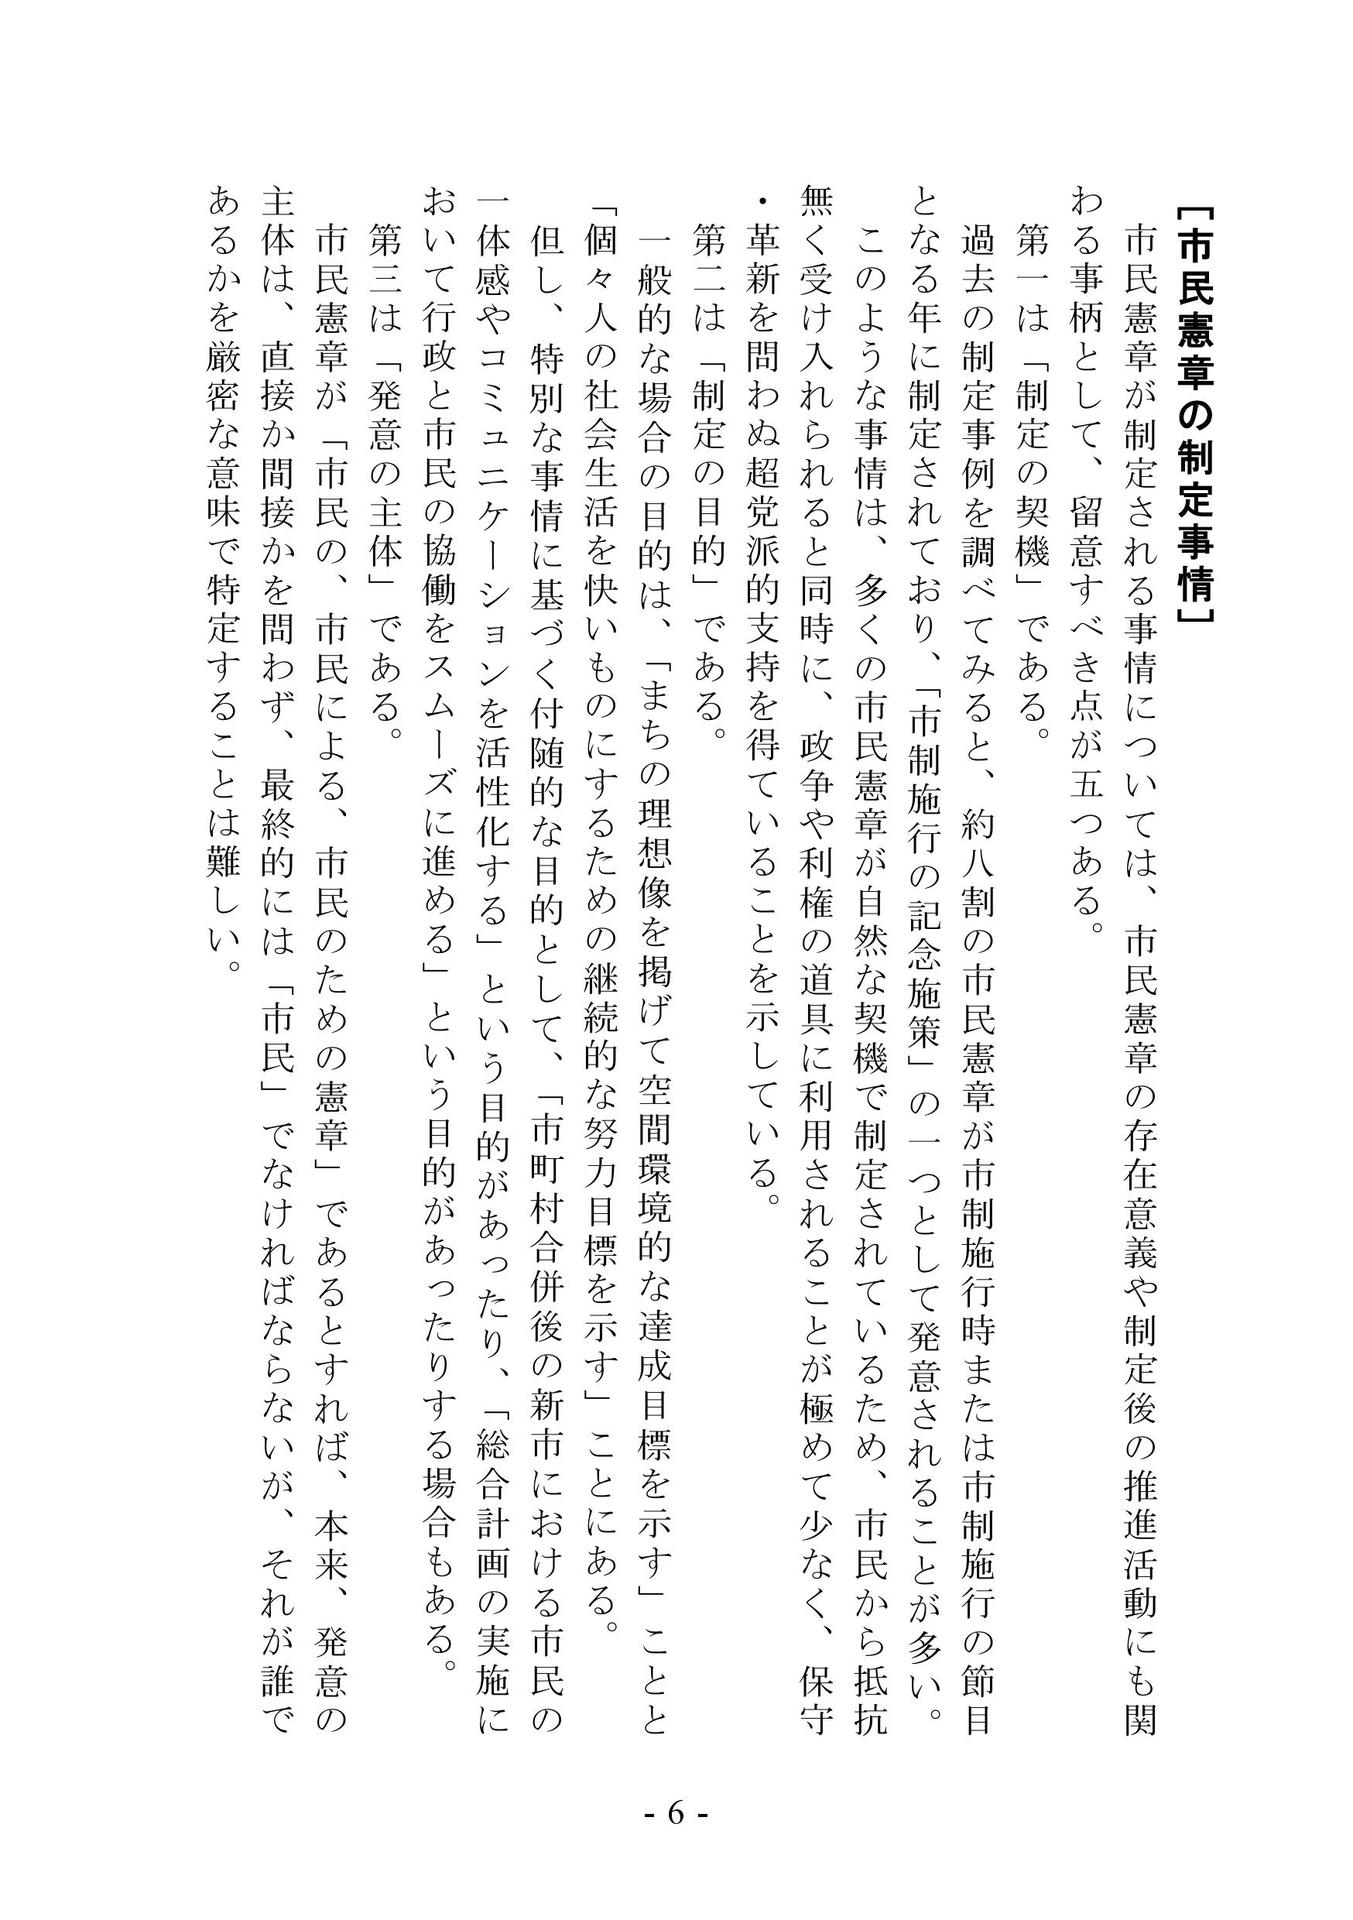 ［市民憲章の制定事情］
　市民憲章が制定される事情については、市民憲章の存在意義や制定後の推進活動にも関
わる事柄として、留意すべき点が五つある。
　第一は「制定の契機」である。
　過去の制定事例を調べてみると、約八割の市民憲章が市制施行時または市制施行の節目
となる年に制定されており、「市制施行の記念施策」の一つとして発意されることが多い。
　このような事情は、多くの市民憲章が自然な契機で制定されているため、市民から抵抗
無く受け入れられると同時に、政争や利権の道具に利用されることが極めて少なく、保守
・革新を問わぬ超党派的支持を得ていることを示している。
　第二は「制定の目的」である。
　一般的な場合の目的は、「まちの理想像を掲げて空間環境的な達成目標を示す」ことと
「個々人の社会生活を快いものにするための継続的な努力目標を示す」ことにある。
　但し、特別な事情に基づく付随的な目的として、「市町村合併後の新市における市民の
一体感やコミュニケーションを活性化する」という目的があったり、「総合計画の実施に
おいて行政と市民の協働をスムーズに進める」という目的があったりする場合もある。
　第三は「発意の主体」である。
　市民憲章が「市民の、市民による、市民のための憲章」であるとすれば、本来、発意の
主体は、直接か間接かを問わず、最終的には「市民」でなければならないが、それが誰で
あるかを厳密な意味で特定することは難しい。
- 6 -